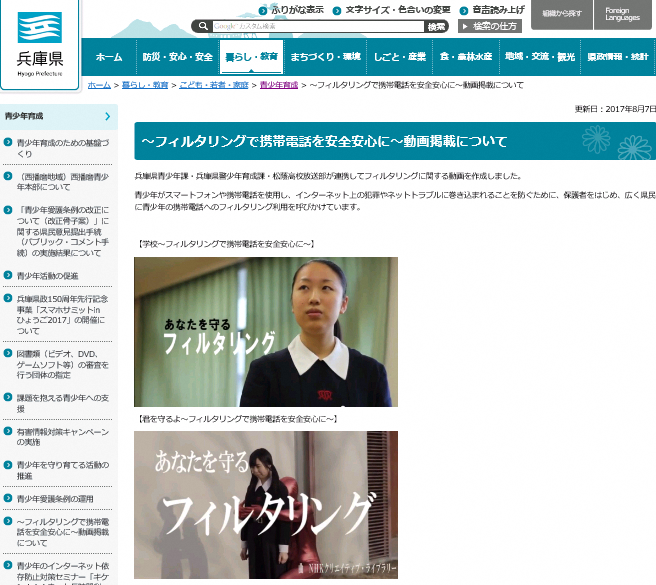 ふりがな表示
文字サイズ・色合いの変更
音声読み上げ
組織から探す
Foreign Languages
兵庫県
Hyogo Prefecture
Google カスタム検索
検索
検索の仕方
ホーム
防災・安心・安全
暮らし・教育
まちづくり・環境
しごと・産業
食・農林水産
地域・交流・観光
県政情報・統計
ホーム > 暮らし・教育 > こども・若者・家庭 > 青少年育成 > ～フィルタリングで携帯電話を安全安心に～動画掲載について
更新日：2017年8月7日
青少年育成
青少年育成のための基盤づ
くり
（西播磨地域）西播磨青少
年本部について
「青少年愛護条例の改正に
ついて（改正骨子案）」に
関する県民意見提出手続
（パブリック・コメント手
続）の実施結果について
青少年活動の促進
兵庫県政150周年先行記念
事業「スマホサミットin
ひょうご2017」の開催に
ついて
図書類（ビデオ、DVD、
ゲームソフト等）の審査を
行う団体の指定
課題を抱える青少年への支
援
有害情報対策キャンペーン
の実施
青少年を守り育てる活動の
推進
青少年愛護条例の運用
～フィルタリングで携帯電
話を安全安心に～動画掲載
について
青少年のインターネット依
存防止対策セミナー「キケ
～フィルタリングで携帯電話を安全安心に～動画掲載について
兵庫県青少年課・兵庫県警少年育成課・松蔭高校放送部が連携してフィルタリングに関する動画を作成しました。
青少年がスマートフォンや携帯電話を使用し、インターネット上の犯罪やネットトラブルに巻き込まれることを防ぐために、保護者をはじめ、広く県民
に青少年の携帯電話へのフィルタリング利用を呼びかけています。
【学校～フィルタリングで携帯電話を安全安心に～】
あなたを守る
フィルタリング
【君を守るよ～フィルタリングで携帯電話を安全安心に～】
あなたを守る
フィルタリング
NHKクリエイティブ・ライブラリー